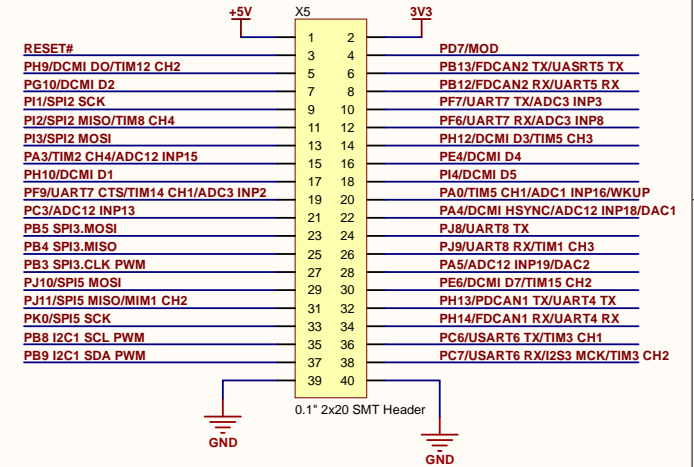 +5V X5 3V3
1 2
RESET# 3 4 PD7/MOD
PH9/DCMI DO/TIM12 CH2 5 6 PB13/FDCAN2 TX/UASRT5 TX
PG10/DCMI D2 7 8 PB12/FDCAN2 RX/UART5 RX
PI1/SPI2 SCK 9 10 PF7/UART7 TX/ADC3 INP3
PI2/SPI2 MISO/TIM8 CH4 11 12 PF6/UART7 RX/ADC3 INP8
PI3/SPI2 MOSI 13 14 PH12/DCMI D3/TIM5 CH3
PA3/TIM2 CH4/ADC12 INP15 15 16 PE4/DCMI D4
PH10/DCMI D1 17 18 PI4/DCMI D5
PF9/UART7 CTS/TIM14 CH1/ADC3 INP2 19 20 PA0/TIM5 CH1/ADC1 INP16/WKUP
PC3/ADC12 INP13 21 22 PA4/DCMI HSYNC/ADC12 INP18/DAC1
PB5 SPI3.MOSI 23 24 PJ8/UART8 TX
PB4 SPI3.MISO 25 26 PJ9/UART8 RX/TIM1 CH3
PB3 SPI3.CLK PWM 27 28 PA5/ADC12 INP19/DAC2
PJ10/SPI5 MOSI 29 30 PE6/DCMI D7/TIM15 CH2
PJ11/SPI5 MISO/MIM1 CH2 31 32 PH13/PDCAN1 TX/UART4 TX
PK0/SPI5 SCK 33 34 PH14/FDCAN1 RX/UART4 RX
PB8 I2C1 SCL PWM 35 36 PC6/USART6 TX/TIM3 CH1
PB9 I2C1 SDA PWM 37 38 PC7/USART6 RX/I2S3 MCK/TIM3 CH2
39 40
0.1" 2x20 SMT Header
GND
GND